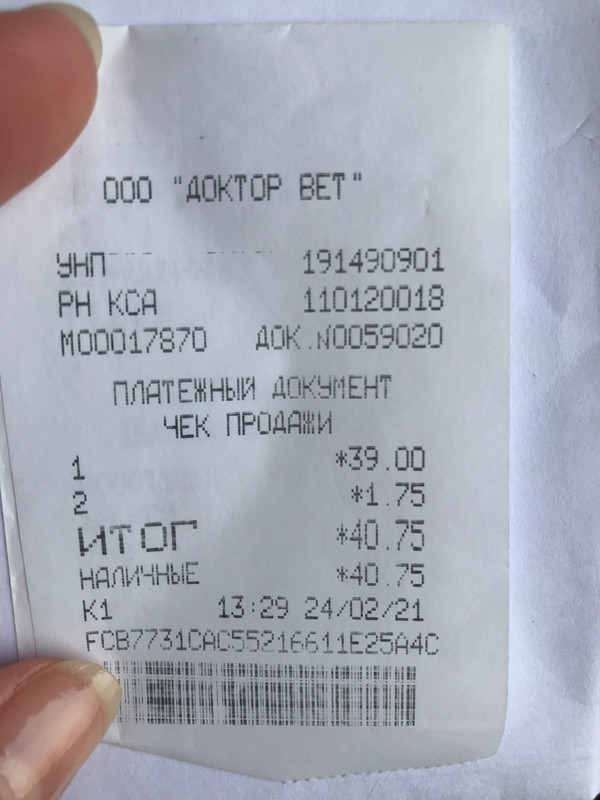 ООО "ДОКТОР ВЕТ"
УНП 191490901
РН КСА 110120018
М00017870 ДОК.N0059020
ПЛАТЕЖНЫЙ ДОКУМЕНТ
ЧЕК ПРОДАЖИ
1 *39.00
2 *1.75
ИТОГ *40.75
НАЛИЧНЫЕ *40.75
К1 13:29 24/02/21
FCB7731CAC55216611E25A4C